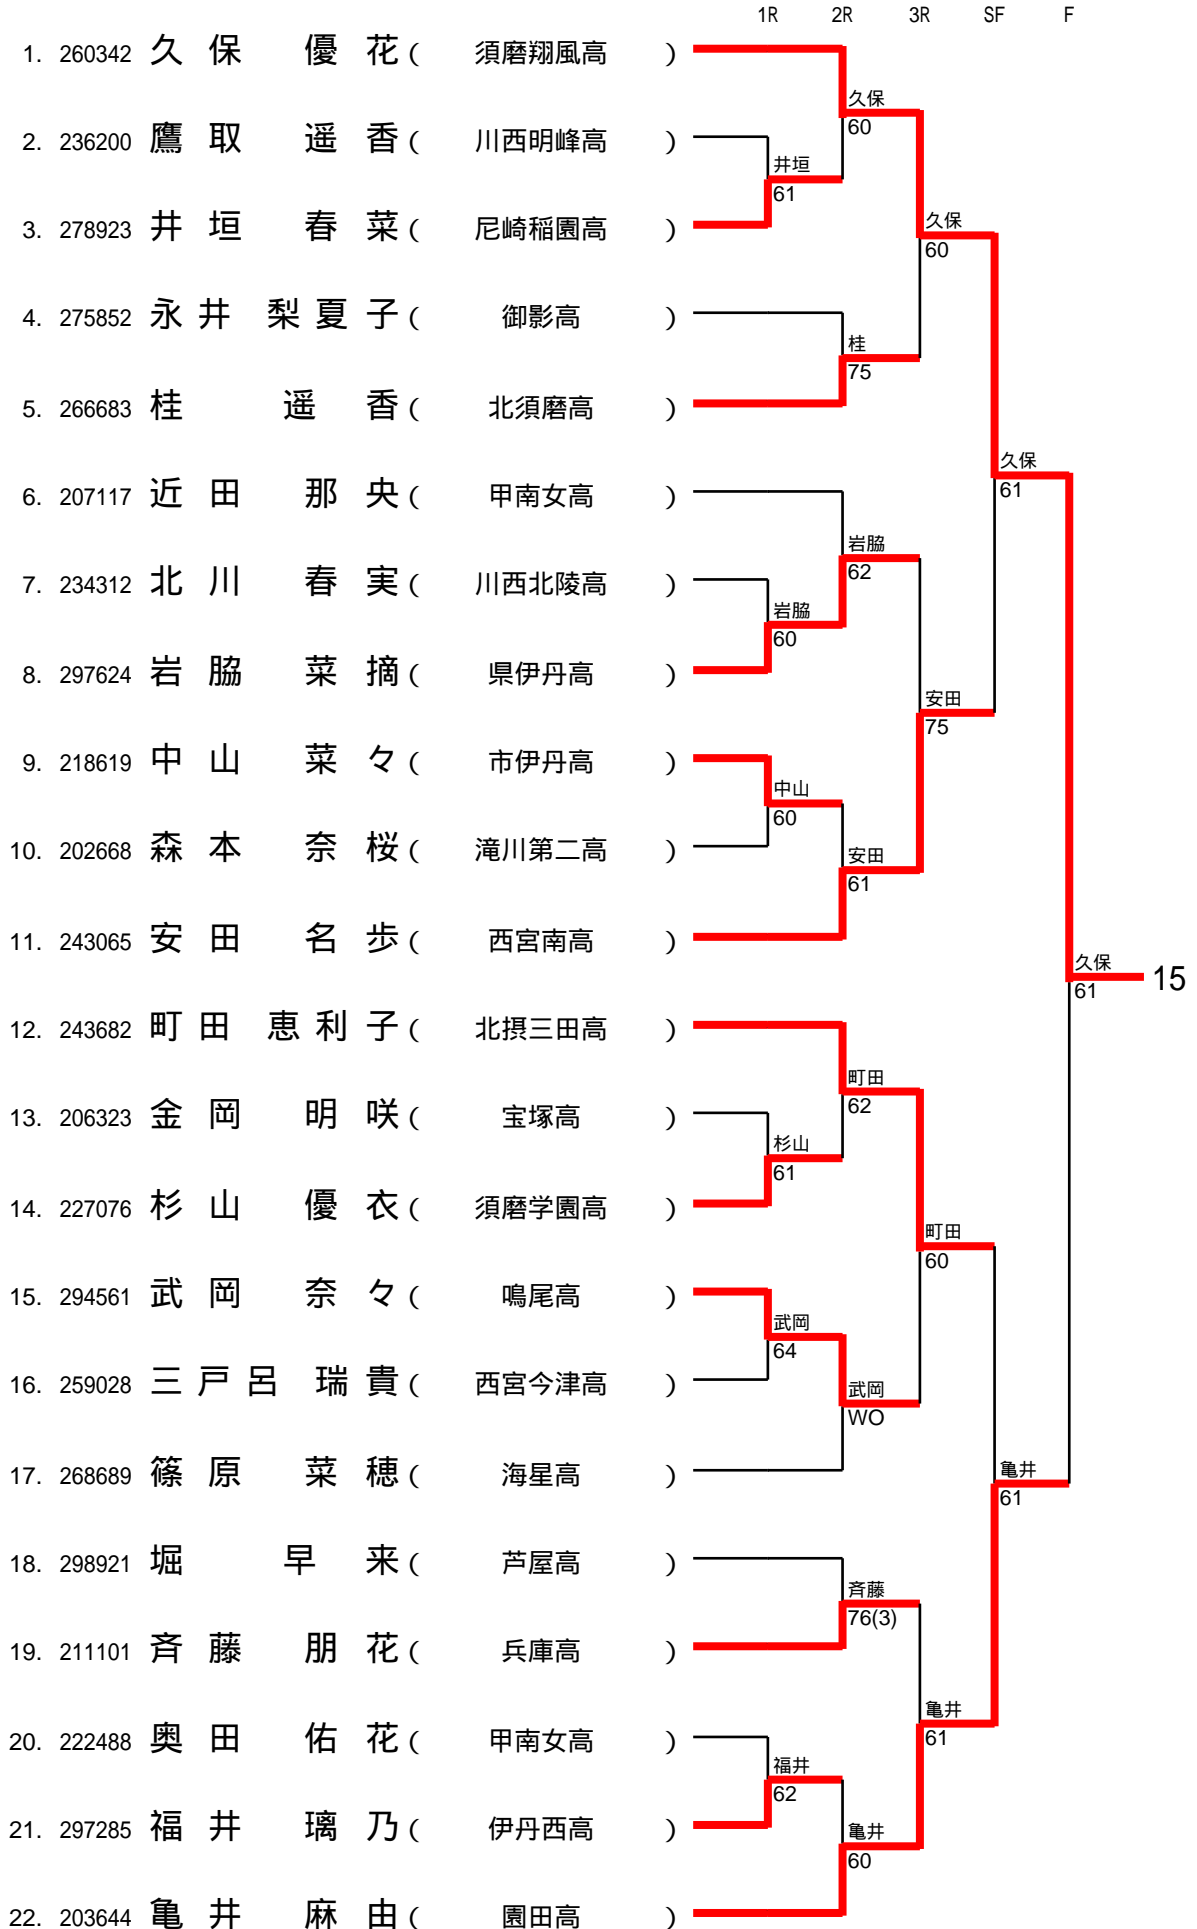 1R 2R 3R SF F
1. 260342 久保 優花 ( 須磨翔風高 )
久保
60
2. 236200 鷹取 遥香 ( 川西明峰高 )
井垣
61
3. 278923 井垣 春菜 ( 尼崎稲園高 )
久保
60
4. 275852 永井 梨夏子 ( 御影高 )
桂
75
5. 266683 桂 遥香 ( 北須磨高 )
久保
61
6. 207117 近田 那央 ( 甲南女高 )
岩脇
62
7. 234312 北川 春実 ( 川西北陵高 )
岩脇
60
8. 297624 岩脇 菜摘 ( 県伊丹高 )
安田
75
9. 218619 中山 菜々 ( 市伊丹高 )
中山
60
10. 202668 森本 奈桜 ( 滝川第二高 )
安田
61
11. 243065 安田 名歩 ( 西宮南高 )
久保
61
15
12. 243682 町田 恵利子 ( 北摂三田高 )
町田
62
13. 206323 金岡 明咲 ( 宝塚高 )
杉山
61
14. 227076 杉山 優衣 ( 須磨学園高 )
町田
60
15. 294561 武岡 奈々 ( 鳴尾高 )
武岡
64
16. 259028 三戸呂 瑞貴 ( 西宮今津高 )
武岡
WO
17. 268689 篠原 菜穂 ( 海星高 )
亀井
61
18. 298921 堀 早来 ( 芦屋高 )
斉藤
76(3)
19. 211101 斉藤 朋花 ( 兵庫高 )
亀井
61
20. 222488 奥田 佑花 ( 甲南女高 )
福井
62
21. 297285 福井 璃乃 ( 伊丹西高 )
亀井
60
22. 203644 亀井 麻由 ( 園田高 )